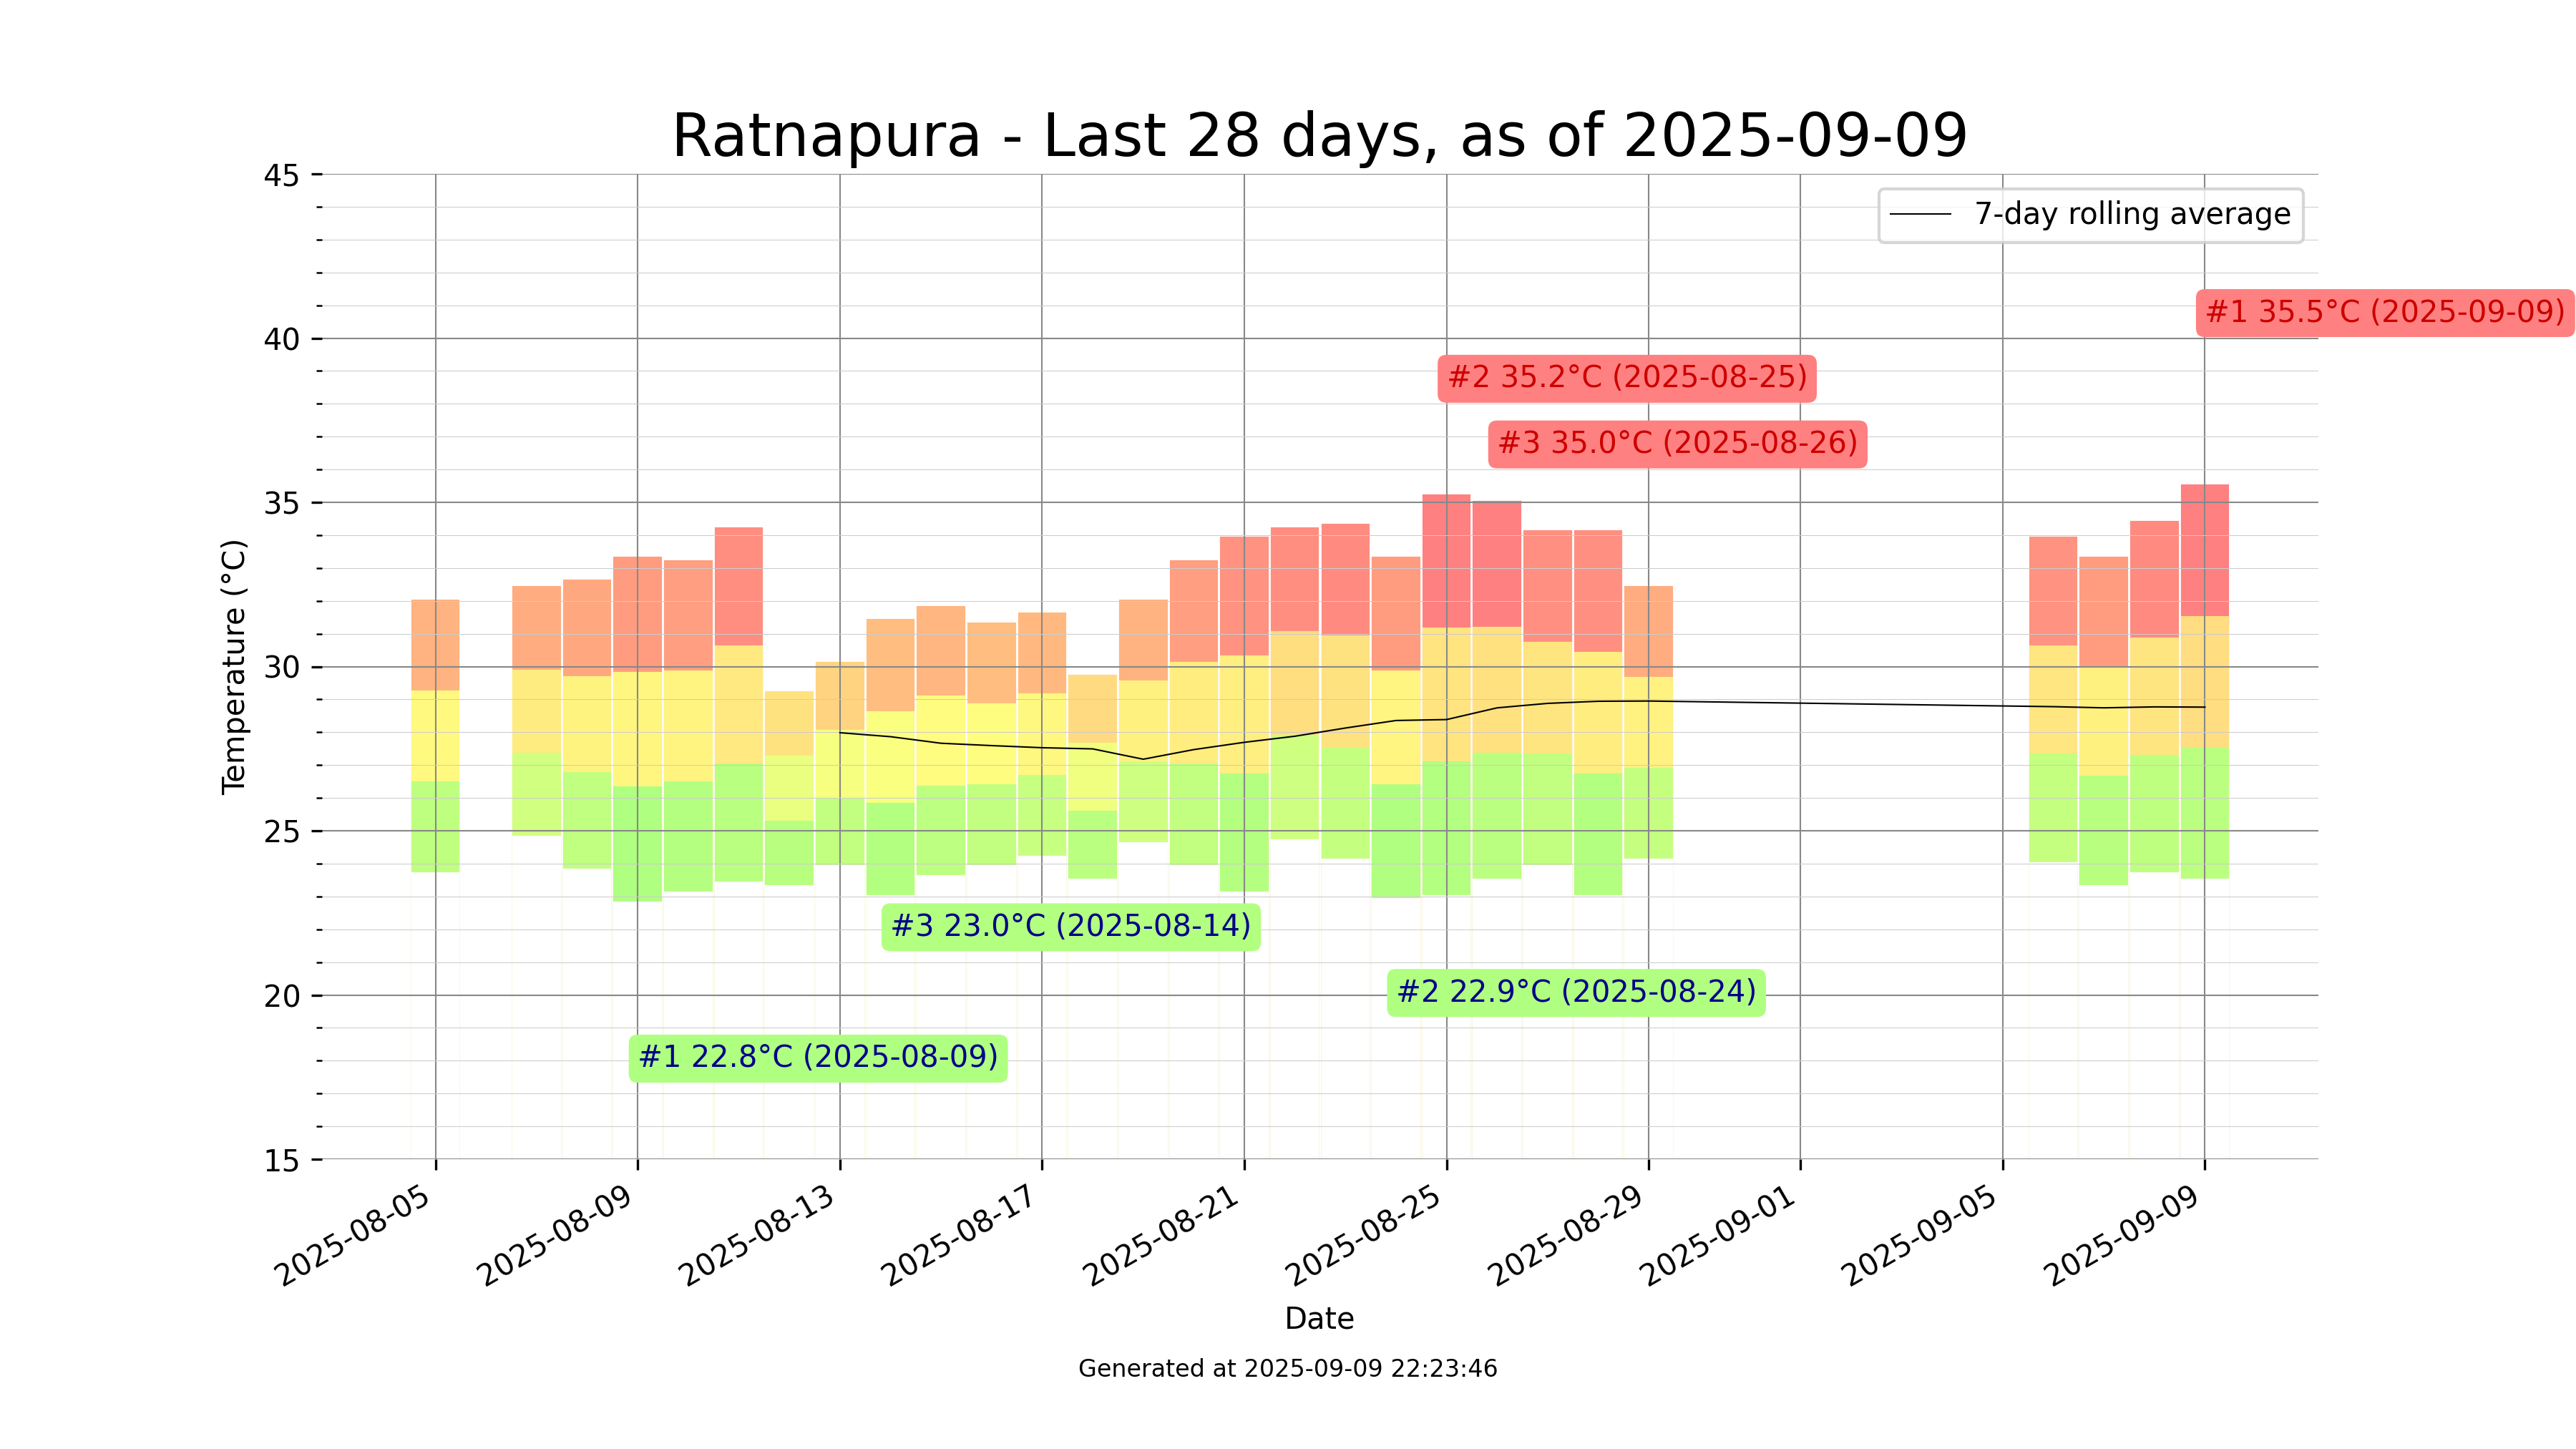 Ratnapura - Last 28 days, as of 2025-09-09
7-day rolling average
#1 35.5°C (2025-09-09)
#2 35.2°C (2025-08-25)
#3 35.0°C (2025-08-26)
#3 23.0°C (2025-08-14)
#2 22.9°C (2025-08-24)
#1 22.8°C (2025-08-09)
Temperature (°C)
45
40
35
30
25
20
15
2025-08-05
2025-08-09
2025-08-13
2025-08-17
2025-08-21
2025-08-25
2025-08-29
2025-09-01
2025-09-05
2025-09-09
Date
Generated at 2025-09-09 22:23:46